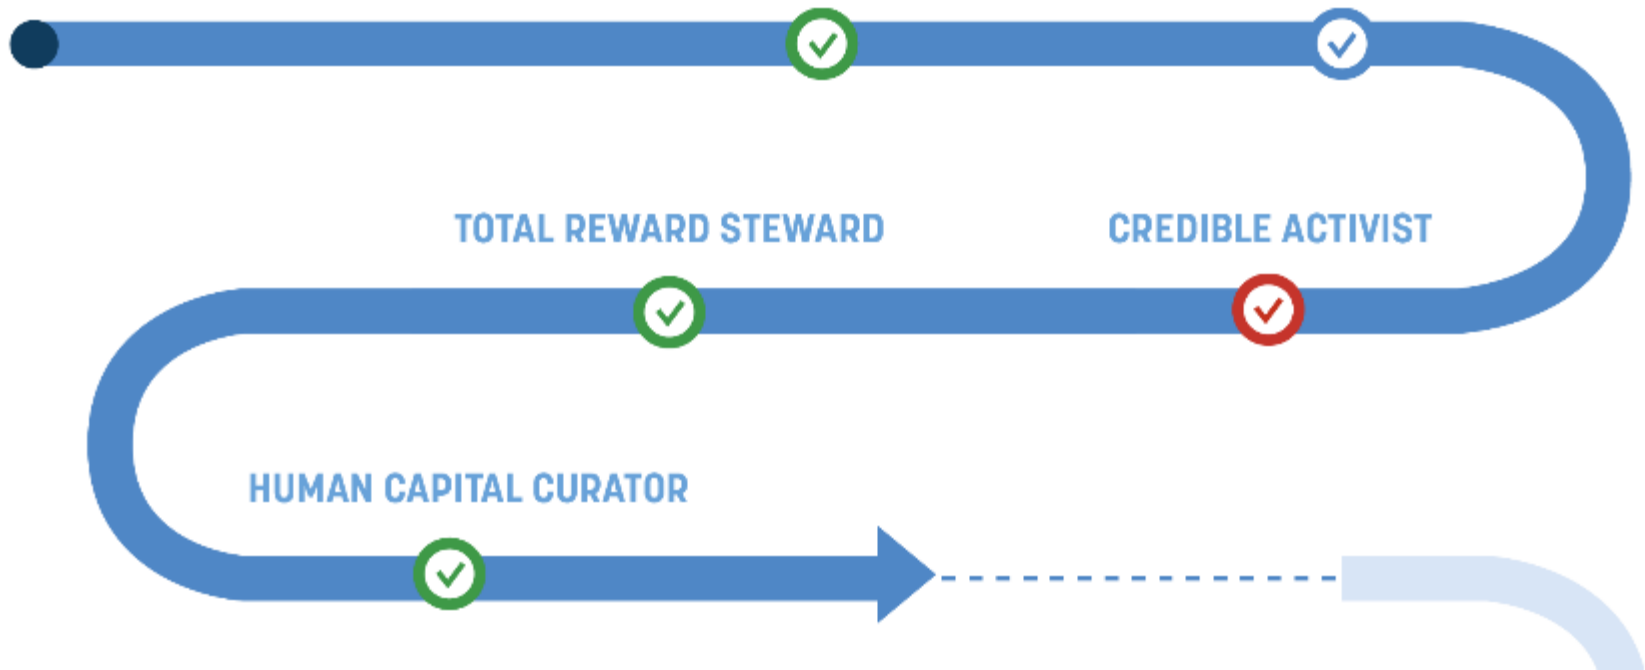 TOTAL REWARD STEWARD
CREDIBLE ACTIVIST
HUMAN CAPITAL CURATOR